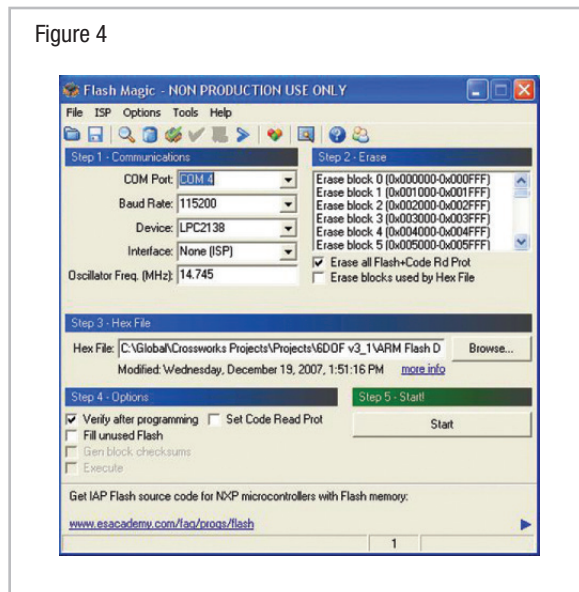 Figure 4
Flash Magic - NON PRODUCTION USE ONLY
File ISP Options Tools Help
Step 1 - Communications
COM Port: COM 4
Baud Rate: 115200
Device: LPC2138
Interface: None (ISP)
Oscillator Freq. (MHz): 14.745
Step 2 - Erase
Erase block 0 (0x000000-0x000FFF)
Erase block 1 (0x001000-0x001FFF)
Erase block 2 (0x002000-0x002FFF)
Erase block 3 (0x003000-0x003FFF)
Erase block 4 (0x004000-0x004FFF)
Erase block 5 (0x005000-0x005FFF)
Erase all Flash+Code Rd Prot
Erase blocks used by Hex File
Step 3 - Hex File
Hex File: C:\Global\Crossworks Projects\Projects\6DOF v3_1\ARM Flash D Browse...
Modified: Wednesday, December 19, 2007, 1:51:16 PM more info
Step 4 - Options
Verify after programming Set Code Read Prot
Fill unused Flash
Gen block checksums
Execute
Step 5 - Start!
Start
Get IAP Flash source code for NXP microcontrollers with Flash memory:
www.esacademy.com/faq/progs/flash
1